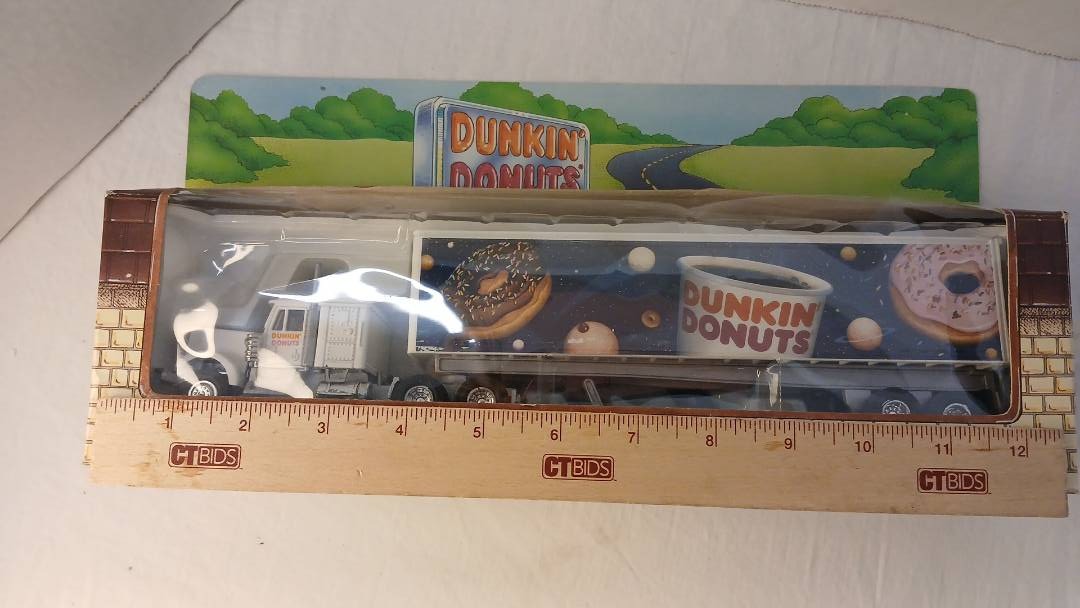 DUNKIN'
DONUTS
DUNKIN'
DONUTS
DUNKIN'
DONUTS
1 2 3 4 5 6 7 8 9 10 11 12
CTBIDS CTBIDS CTBIDS